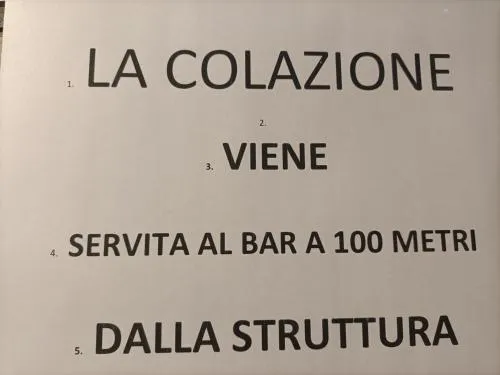 1. LA COLAZIONE
2.
3. VIENE
4. SERVITA AL BAR A 100 METRI
5. DALLA STRUTTURA